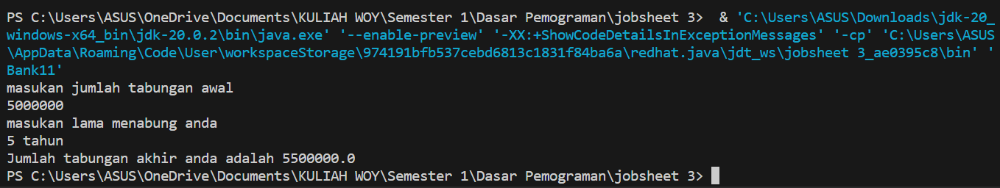 PS C:\Users\ASUS\OneDrive\Documents\KULIAH WOY\Semester 1\Dasar Pemograman\jobsheet 3>  & 'C:\Users\ASUS\Downloads\jdk-20_
windows-x64_bin\jdk-20.0.2\bin\java.exe' '--enable-preview' '-XX:+ShowCodeDetailsInExceptionMessages' '-cp' 'C:\Users\ASUS
\AppData\Roaming\Code\User\workspaceStorage\974191bfb537cebd6813c1831f84ba6a\redhat.java\jdt_ws\jobsheet 3_ae0395c8\bin' '
Bank11'
masukan jumlah tabungan awal
5000000
masukan lama menabung anda
5 tahun
Jumlah tabungan akhir anda adalah 5500000.0
PS C:\Users\ASUS\OneDrive\Documents\KULIAH WOY\Semester 1\Dasar Pemograman\jobsheet 3>